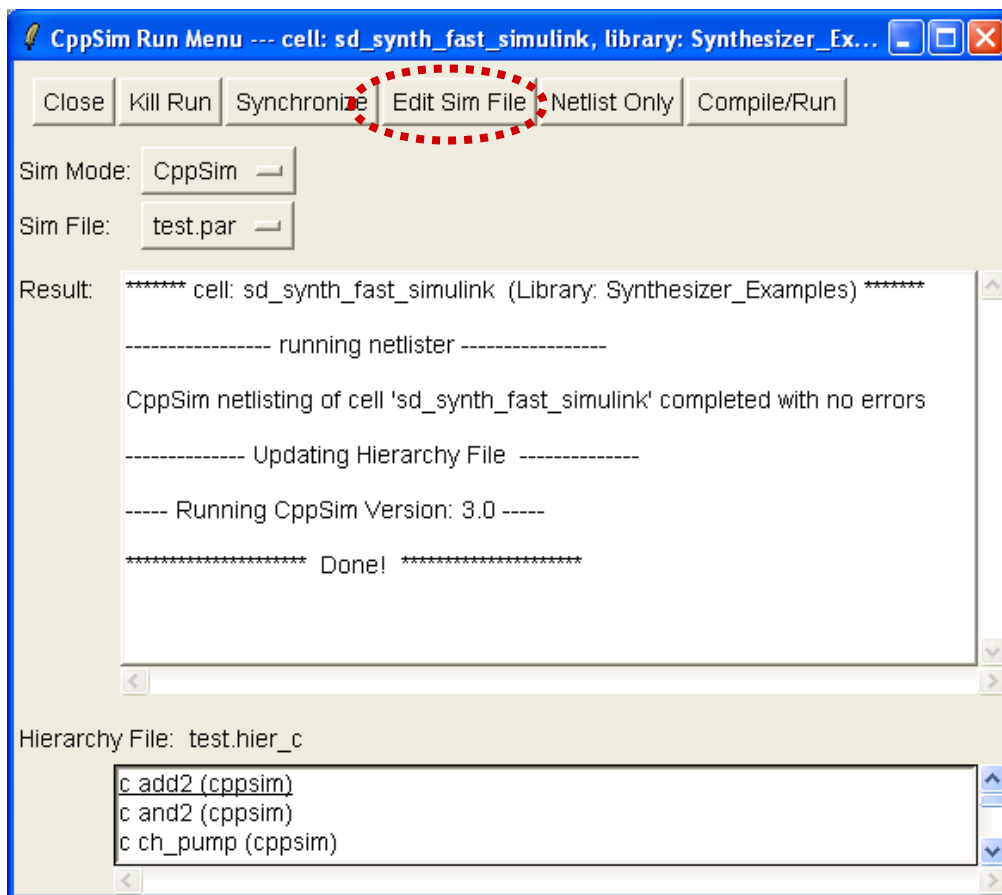 CppSim Run Menu --- cell: sd_synth_fast_simulink, library: Synthesizer_Ex...
Close Kill Run Synchronize Edit Sim File Netlist Only Compile/Run
Sim Mode: CppSim
Sim File: test.par
Result: ******* cell: sd_synth_fast_simulink (Library: Synthesizer_Examples) *******
----------------- running netlister -----------------
CppSim netlisting of cell 'sd_synth_fast_simulink' completed with no errors
-------------- Updating Hierarchy File --------------
----- Running CppSim Version: 3.0 -----
********************* Done! *********************
Hierarchy File: test.hier_c
c add2 (cppsim)
c and2 (cppsim)
c ch_pump (cppsim)